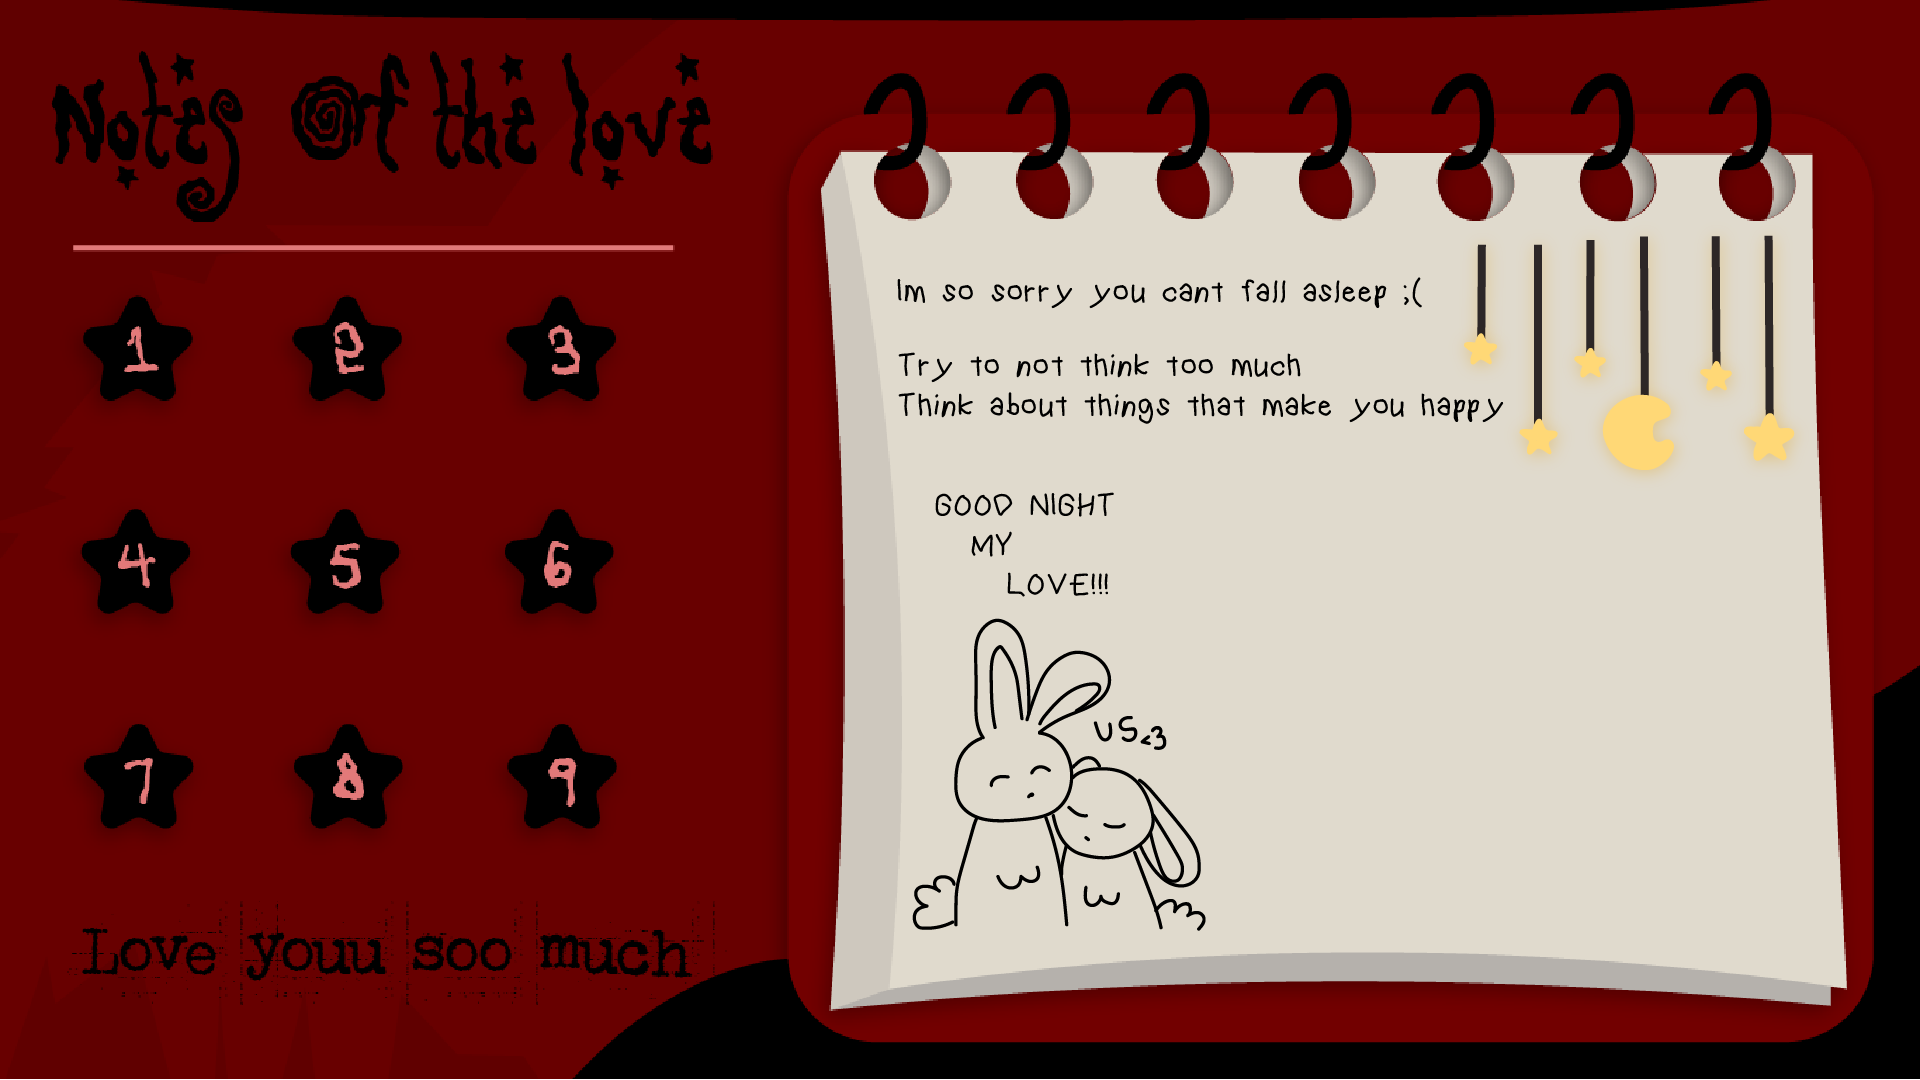 Notes Of the love
1 2 3
4 5 6
7 8 9
Love youu soo much
Im so sorry you cant fall asleep ;(
Try to not think too much
Think about things that make you happy
GOOD NIGHT
MY
LOVE!!!
US<3